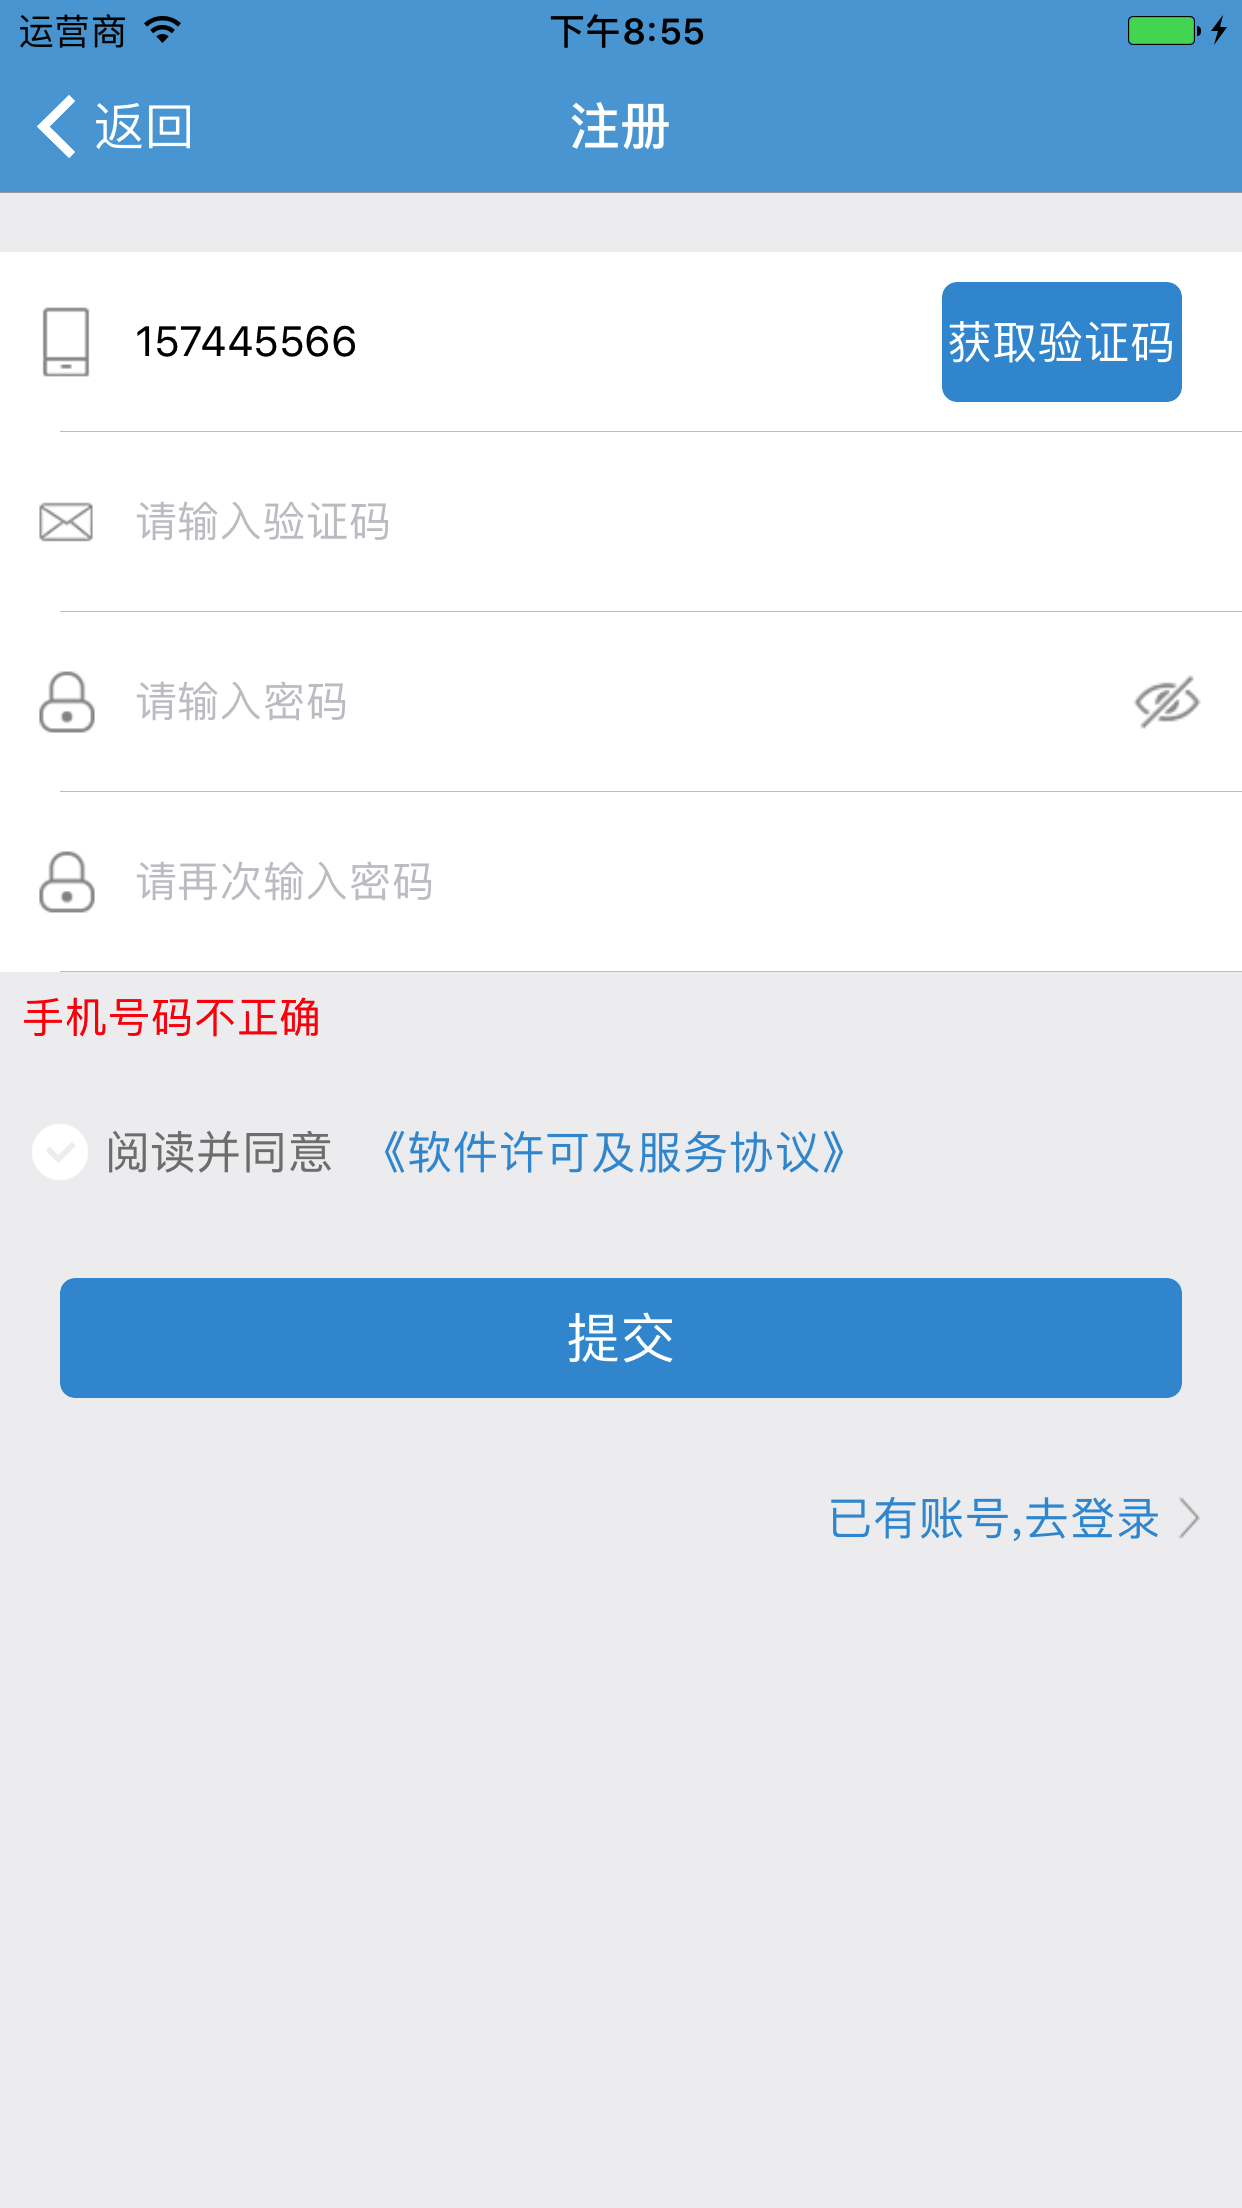 运营商 下午8:55
返回 注册
157445566 获取验证码
请输入验证码
请输入密码
请再次输入密码
手机号码不正确
阅读并同意 《软件许可及服务协议》
提交
已有账号,去登录